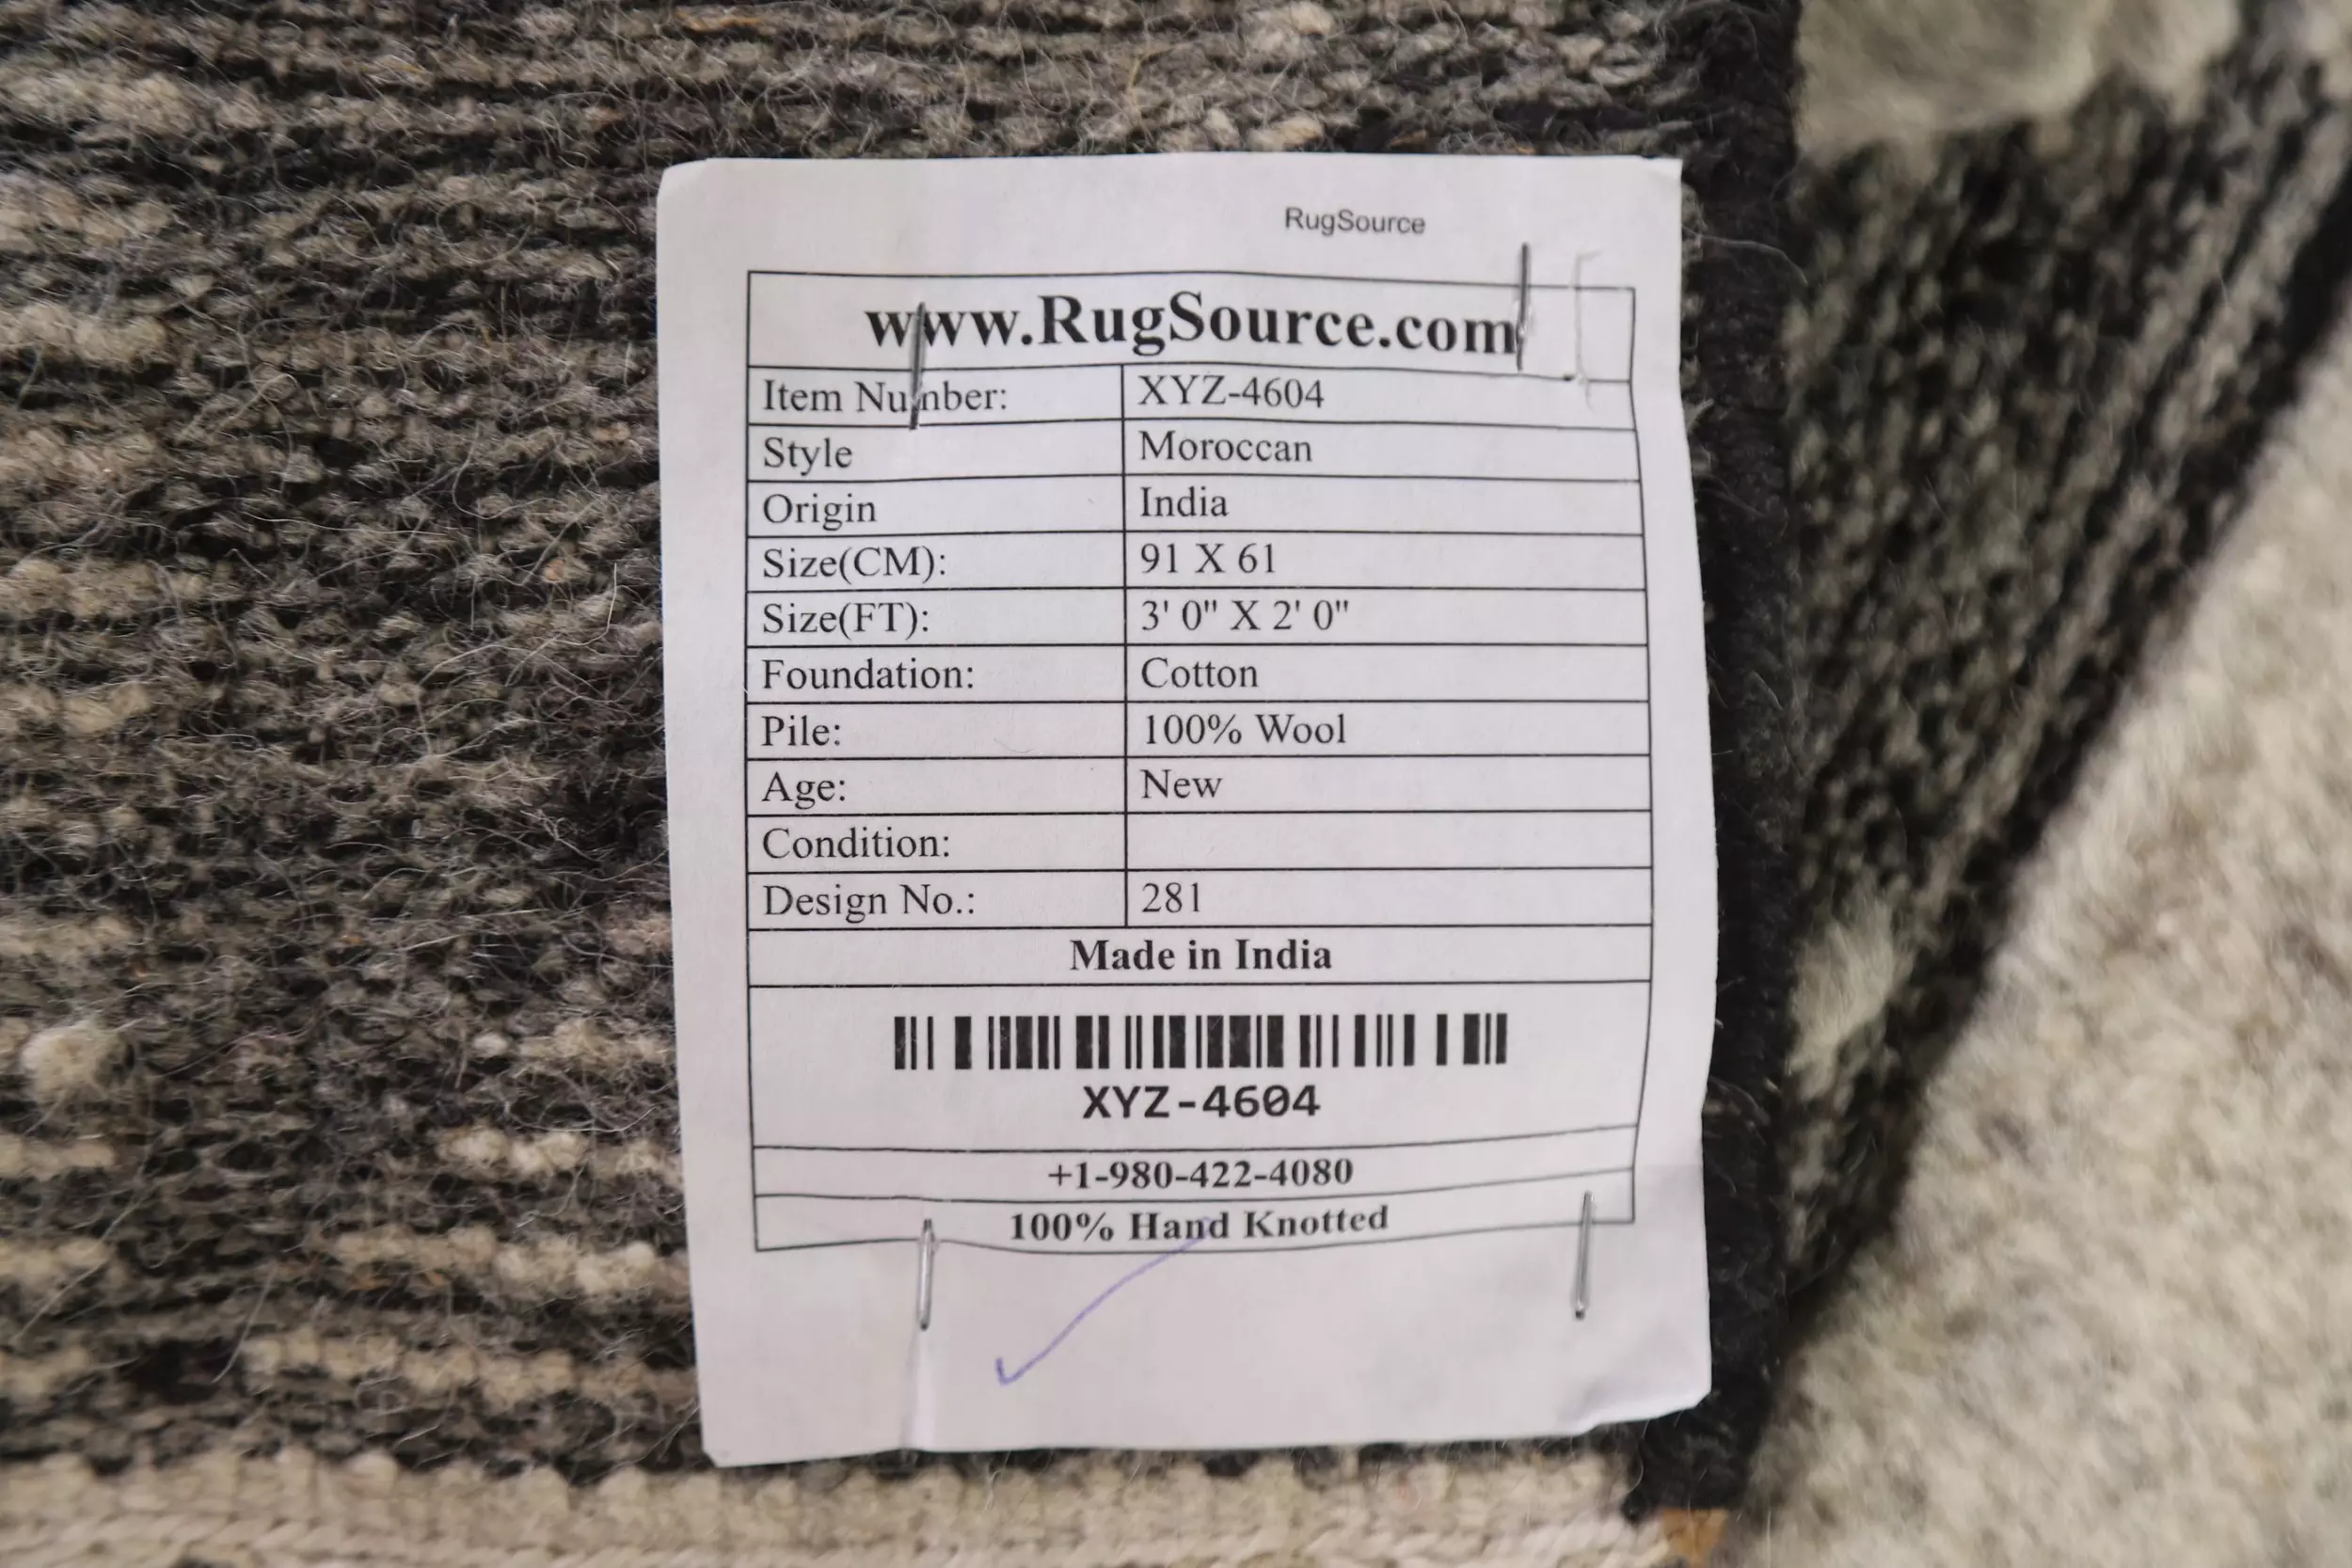 RugSource
www.RugSource.com
Item Number: XYZ-4604
Style Moroccan
Origin India
Size(CM): 91 X 61
Size(FT): 3' 0" X 2' 0"
Foundation: Cotton
Pile: 100% Wool
Age: New
Condition:
Design No.: 281
Made in India
XYZ-4604
+1-980-422-4080
100% Hand Knotted